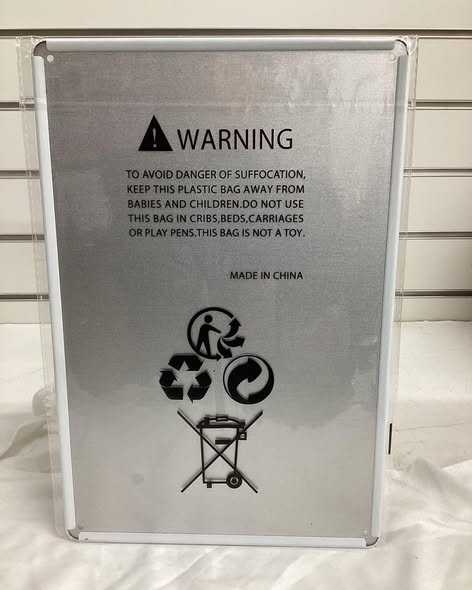 WARNING
TO AVOID DANGER OF SUFFOCATION,
KEEP THIS PLASTIC BAG AWAY FROM
BABIES AND CHILDREN.DO NOT USE
THIS BAG IN CRIBS,BEDS,CARRIAGES
OR PLAY PENS.THIS BAG IS NOT A TOY.
MADE IN CHINA